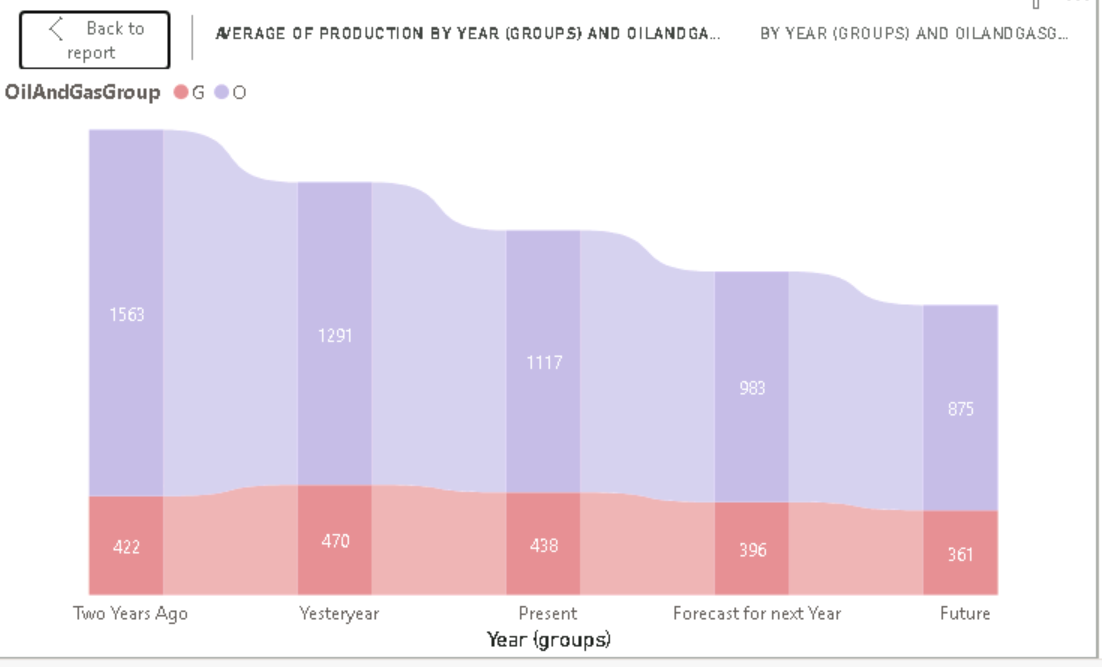 Back to
report
AVERAGE OF PRODUCTION BY YEAR (GROUPS) AND OILANDGA...
BY YEAR (GROUPS) AND OILANDGASG...
OilAndGasGroup G O
1563
1291
1117
983
875
422
470
438
396
361
Two Years Ago
Yesteryear
Present
Forecast for next Year
Future
Year (groups)